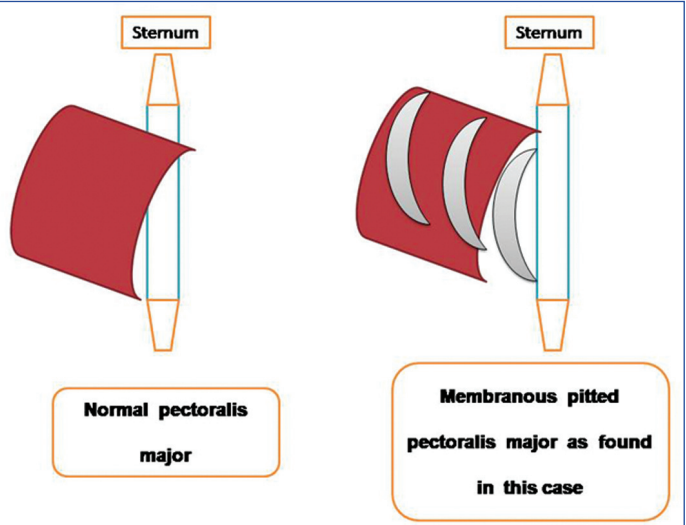 Sternum
Sternum
Normal pectoralis
major
Membranous pitted
pectoralis major as found
in this case